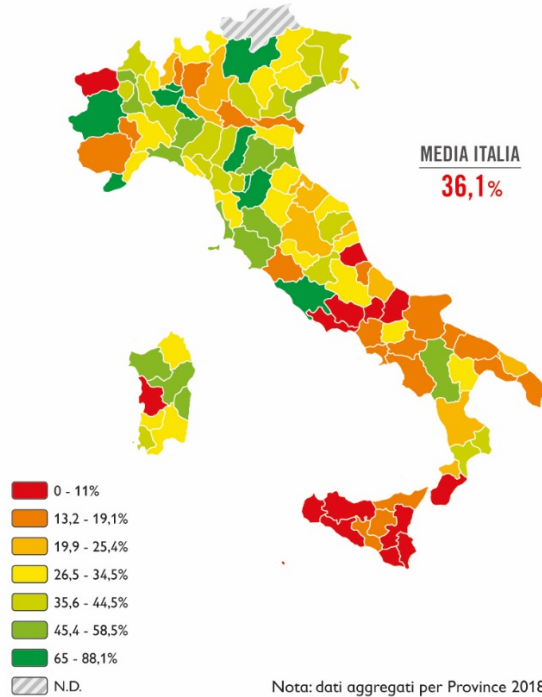 MEDIA ITALIA
36,1%
0 - 11%
13,2 - 19,1%
19,9 - 25,4%
26,5 - 34,5%
35,6 - 44,5%
45,4 - 58,5%
65 - 88,1%
N.D.
Nota: dati aggregati per Province 2018